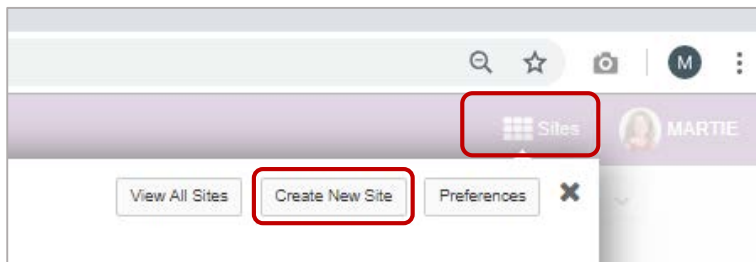 M
Sites MARTIE
View All Sites Create New Site Preferences